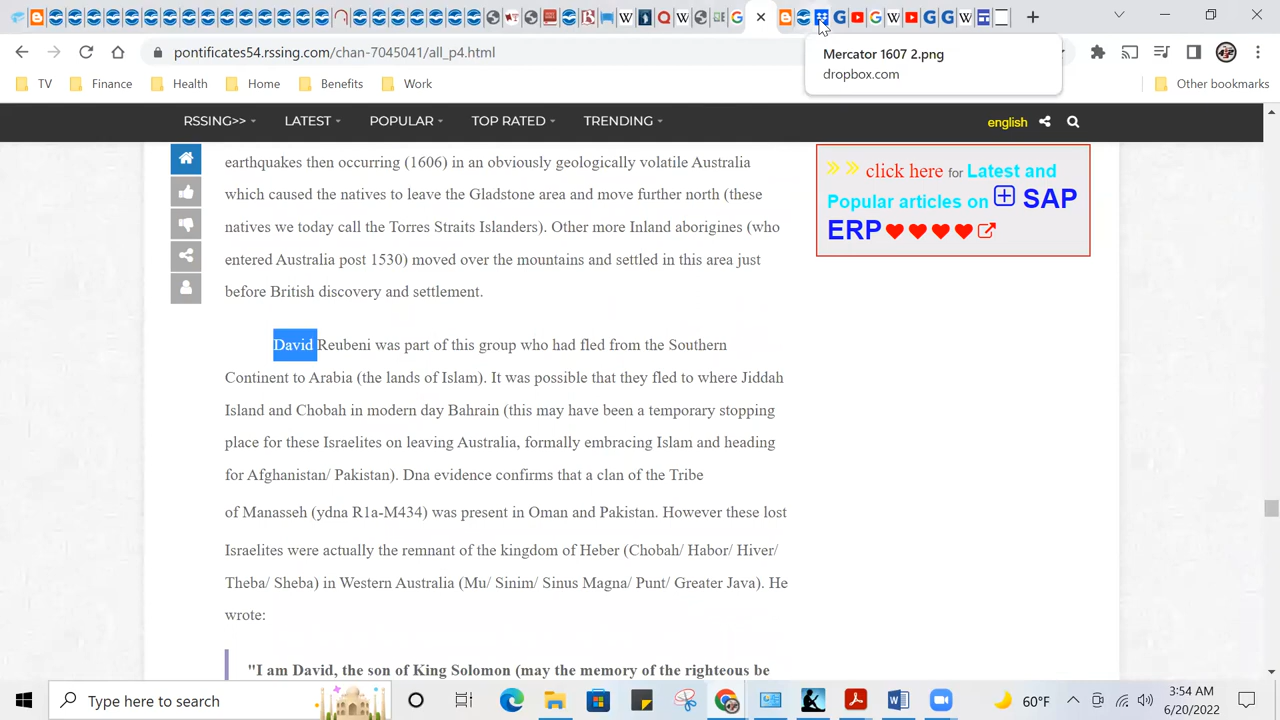 pontificates54.rssing.com/chan-7045041/all_p4.html
Mercator 1607 2.png
dropbox.com
TV
Finance
Health
Home
Benefits
Work
Other bookmarks
RSSING>>
LATEST
POPULAR
TOP RATED
TRENDING
english
earthquakes then occurring (1606) in an obviously geologically volatile Australia
which caused the natives to leave the Gladstone area and move further north (these
natives we today call the Torres Straits Islanders). Other more Inland aborigines (who
entered Australia post 1530) moved over the mountains and settled in this area just
before British discovery and settlement.
David Reubeni was part of this group who had fled from the Southern
Continent to Arabia (the lands of Islam). It was possible that they fled to where Jiddah
Island and Chobah in modern day Bahrain (this may have been a temporary stopping
place for these Israelites on leaving Australia, formally embracing Islam and heading
for Afghanistan/ Pakistan). Dna evidence confirms that a clan of the Tribe
of Manasseh (ydna R1a-M434) was present in Oman and Pakistan. However these lost
Israelites were actually the remnant of the kingdom of Heber (Chobah/ Habor/ Hiver/
Theba/ Sheba) in Western Australia (Mu/ Sinim/ Sinus Magna/ Punt/ Greater Java). He
wrote:
"I am David, the son of King Solomon (may the memory of the righteous be
click here for Latest and
Popular articles on SAP
ERP
Type here to search
60°F
3:54 AM
6/20/2022